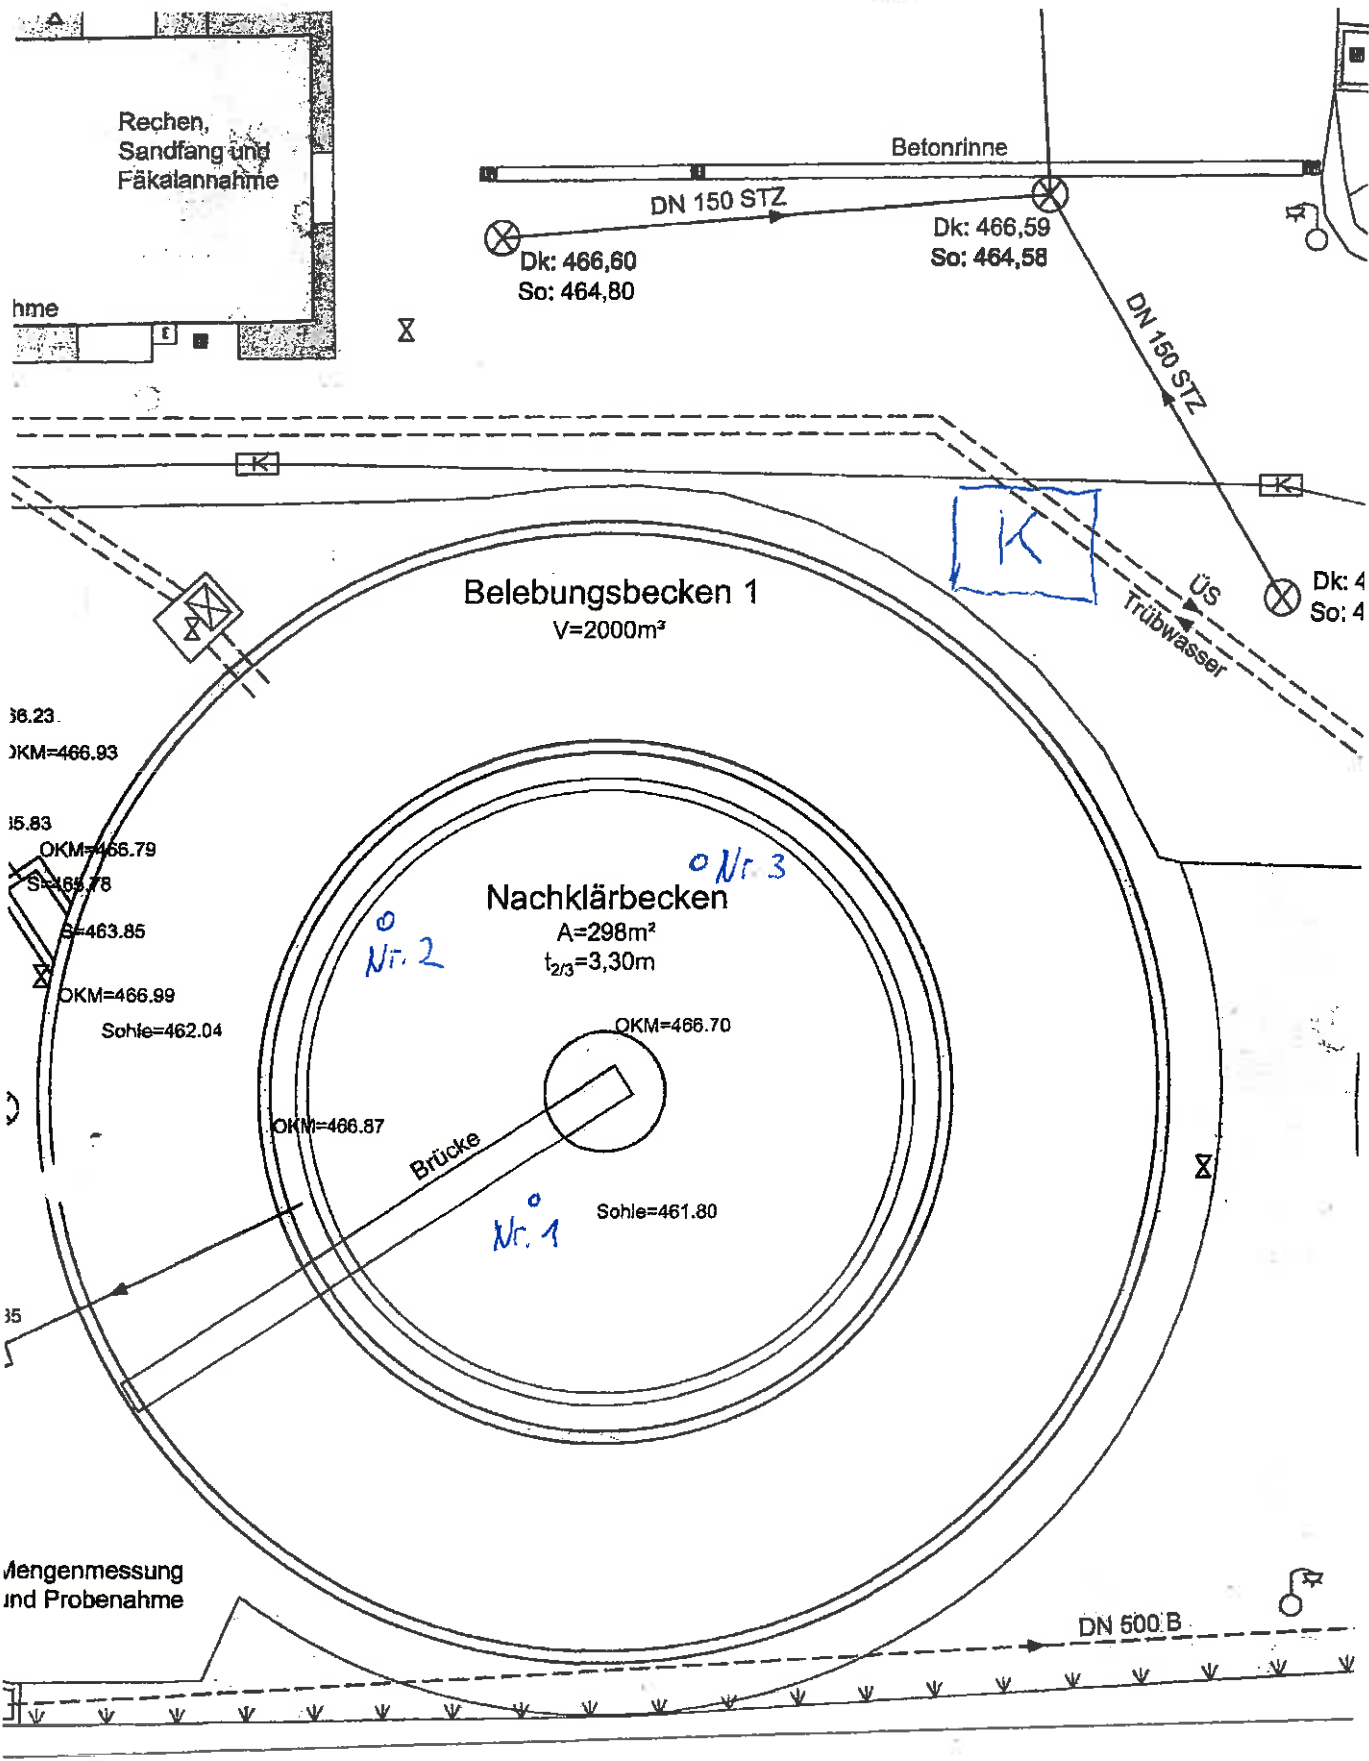 Rechen,
Sandfang und
Fäkalannahme
hme
E
Betonrinne
DN 150 STZ
Dk: 466,60
So: 464,80
Dk: 466,59
So: 464,58
DN 150 STZ
K
K
K
Dk: 4
So: 4
ÜS
Trübwasser
Belebungsbecken 1
V=2000m³
36.23
OKM=466.93
35.83
OKM=466.79
S=465.78
S=463.85
OKM=466.99
Sohle=462.04
Nr. 3
Nachklärbecken
A=298m²
t2/3=3,30m
Nr. 2
OKM=466.70
OKM=466.87
Brücke
Nr. 1
Sohle=461.80
35
Mengenmessung
und Probenahme
DN 500 B